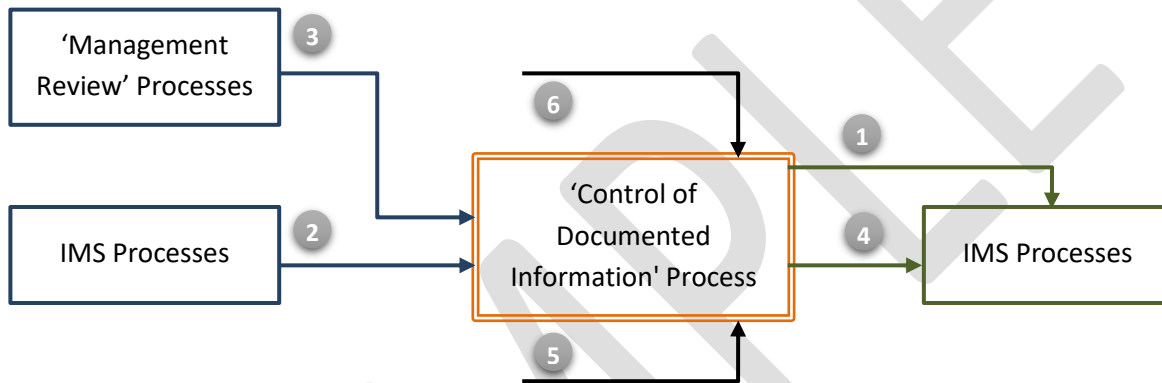 ‘Management
Review’ Processes
3
6
1
‘Control of
Documented
Information' Process
IMS Processes
2
4
IMS Processes
5